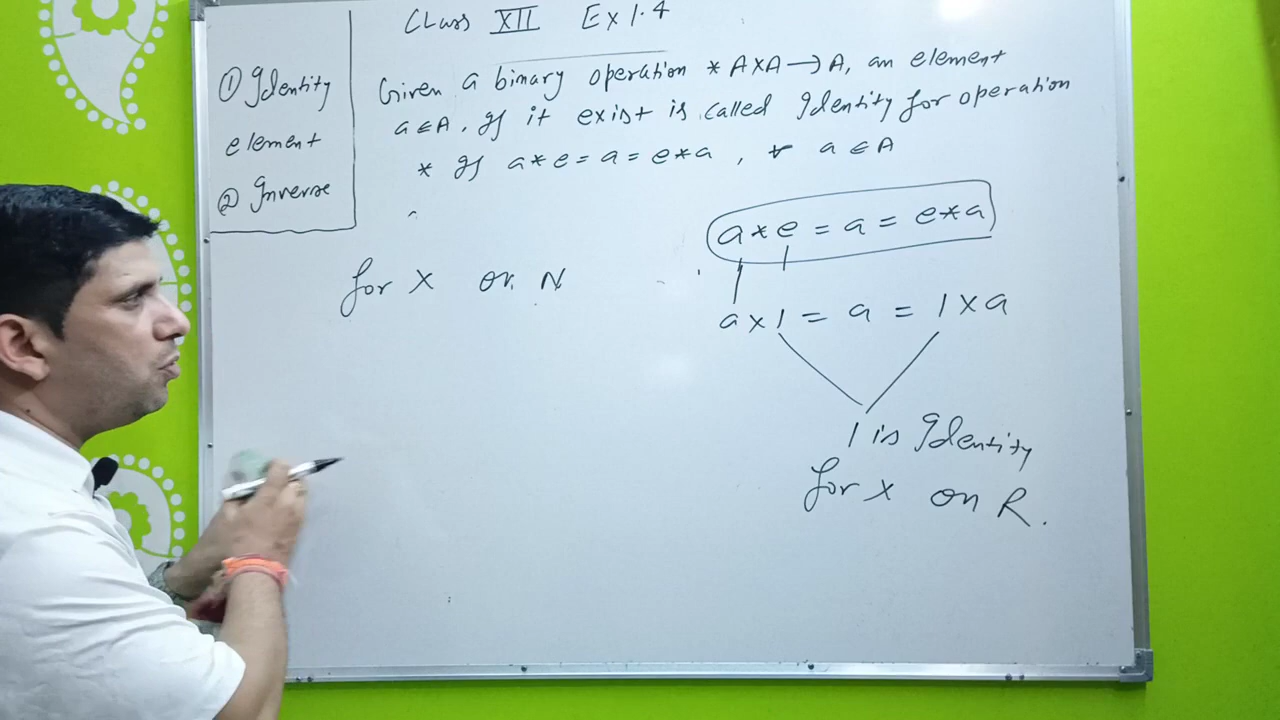 Class XII Ex 1.4
① Identity
element
② Inverse
Given a binary operation * A×A→A, an element
a∈A, If it exist is called Identity for operation
* If a*e=a=e*a, ∀ a∈A
a*e=a=e*a
for × on N
a×1=a=1×a
1 is Identity
for × on R.